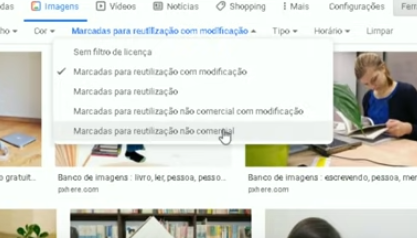 das Imagens Vídeos Notícias Shopping Mais Configurações Ferr
ho Cor Marcadas para reutilização com modificação Tipo Horário Limpar
Sem filtro de licença
Marcadas para reutilização com modificação
Marcadas para reutilização
Marcadas para reutilização não comercial com modificação
Marcadas para reutilização não comercial
gratuit... Banco de imagens : livro, ler, pessoa, pesso... Banco de imagens : escrevendo, pessoa, mer
pxhere.com pxhere.com